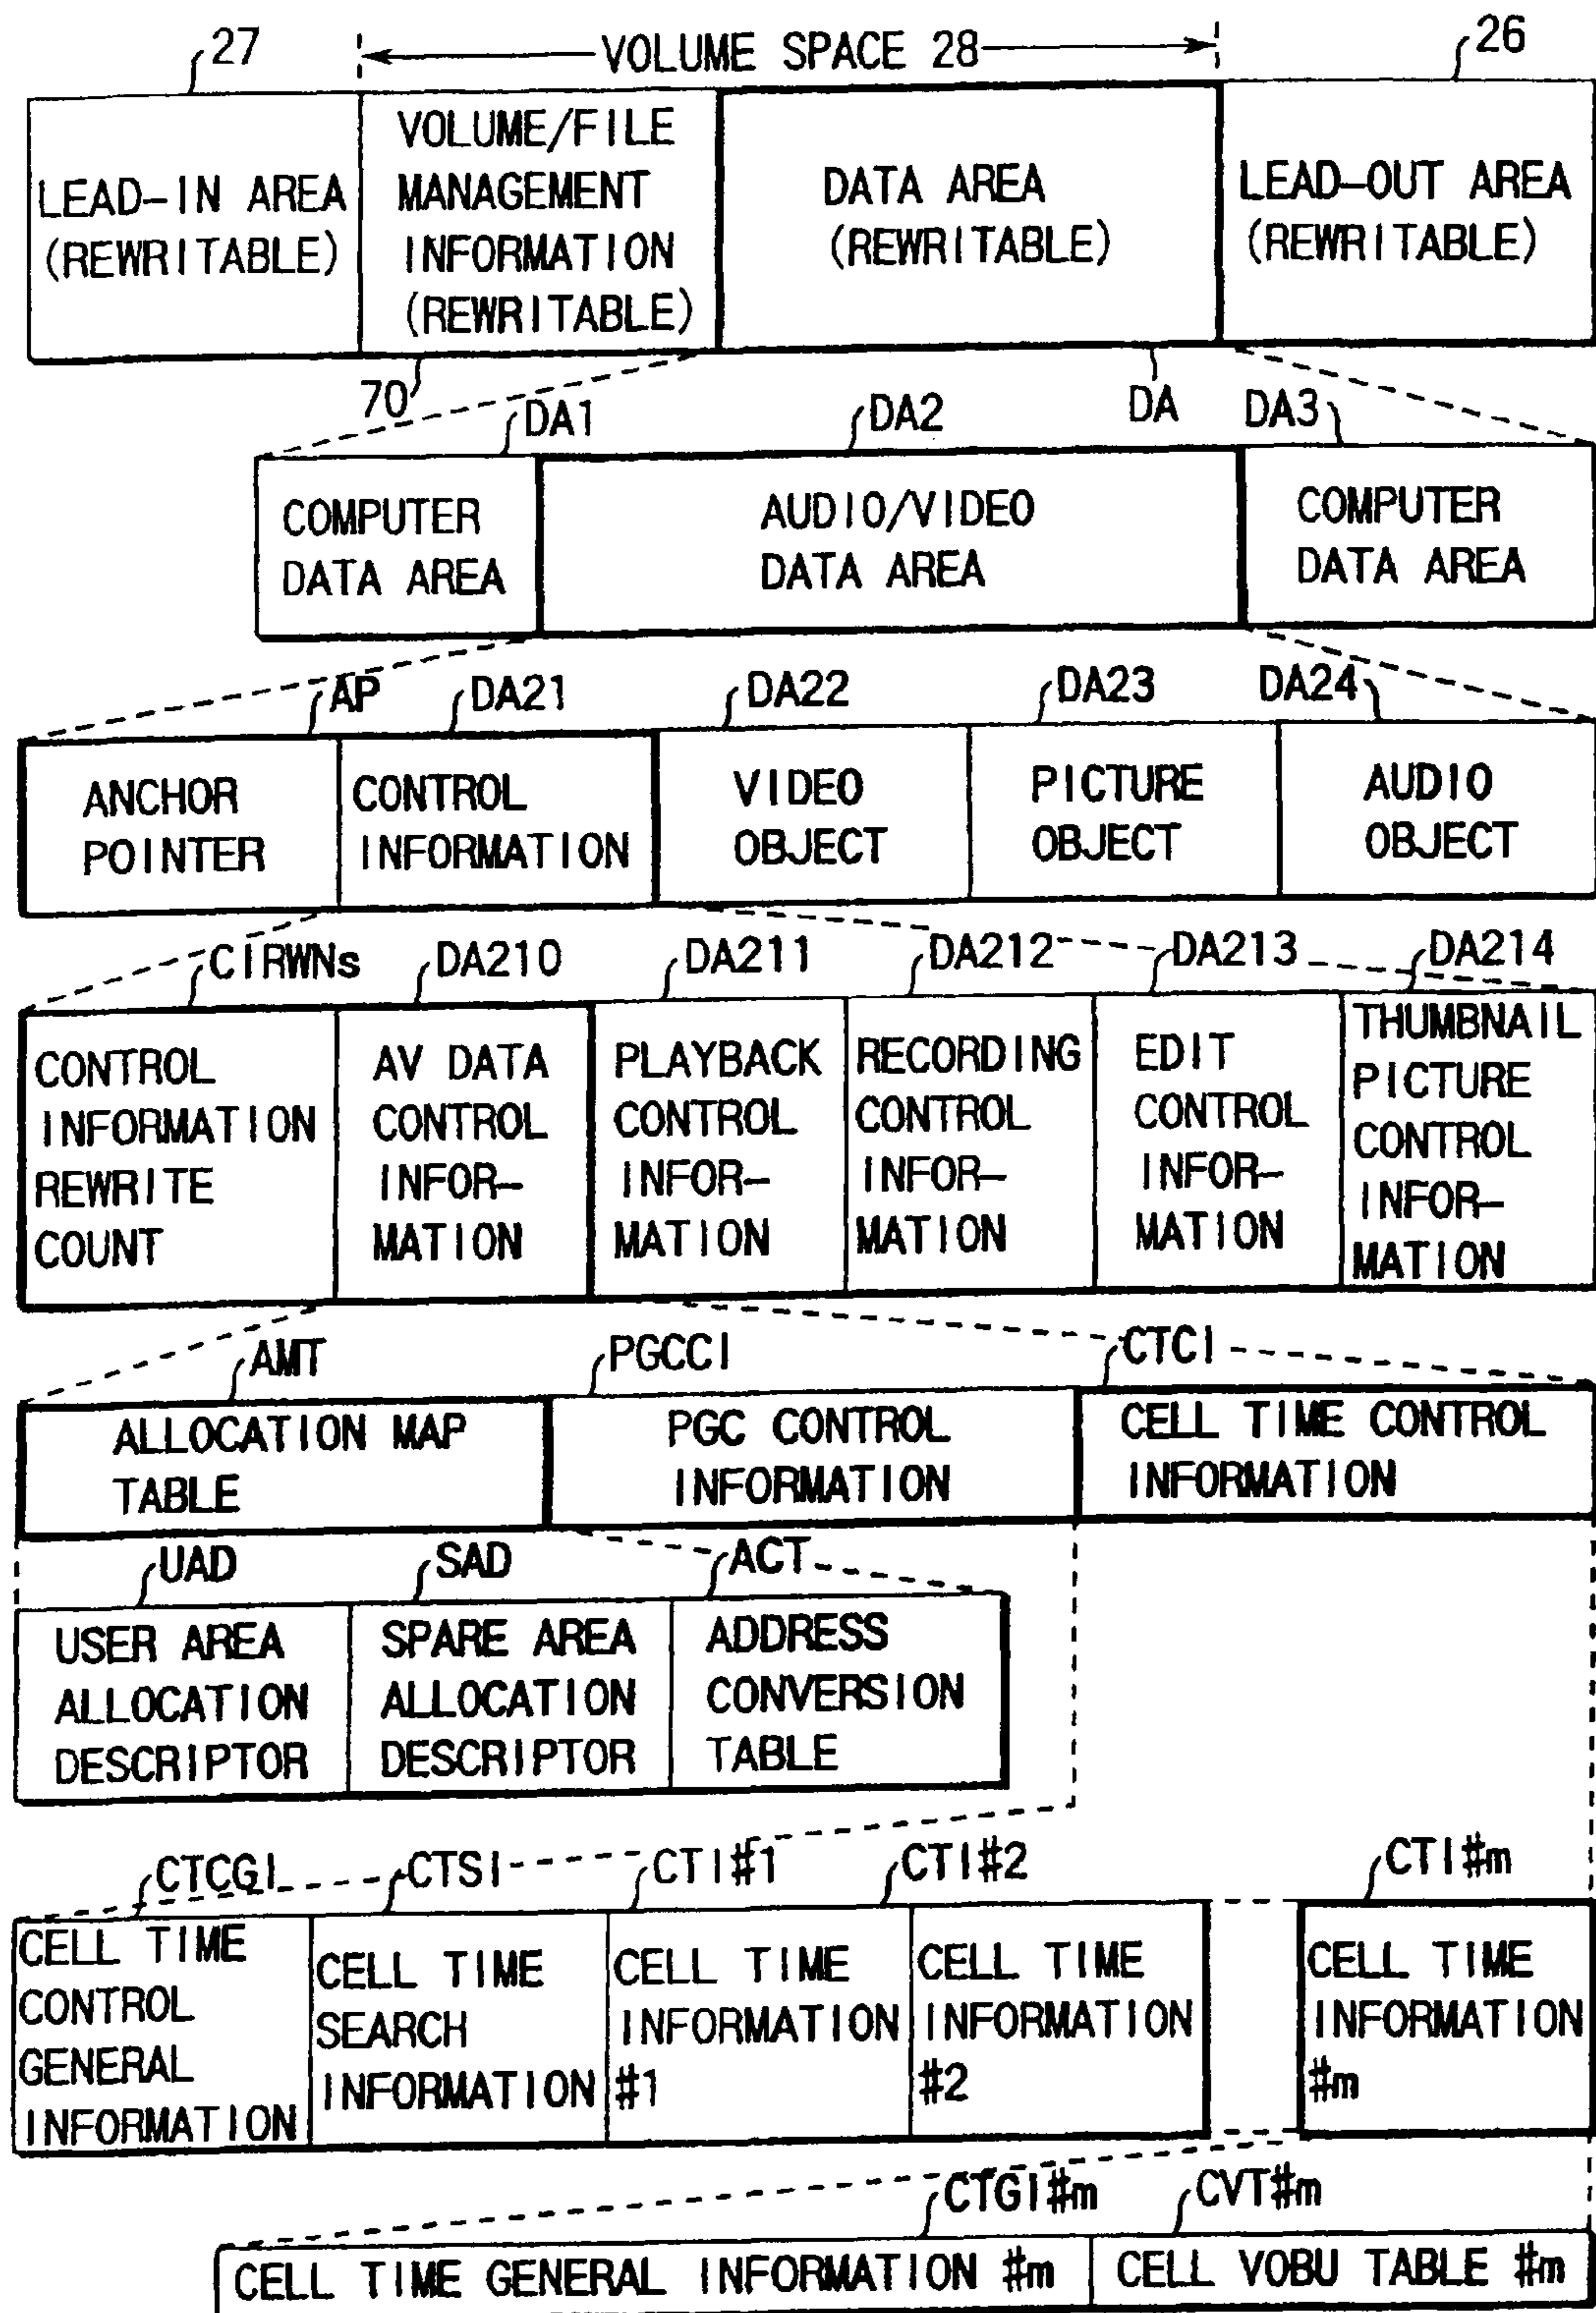 27
VOLUME SPACE 28
26
LEAD-IN AREA
(REWRITABLE)
VOLUME/FILE
MANAGEMENT
INFORMATION
(REWRITABLE)
DATA AREA
(REWRITABLE)
LEAD-OUT AREA
(REWRITABLE)
70
DA1
DA2
DA
DA3
COMPUTER
DATA AREA
AUDIO/VIDEO
DATA AREA
COMPUTER
DATA AREA
AP
DA21
DA22
DA23
DA24
ANCHOR
POINTER
CONTROL
INFORMATION
VIDEO
OBJECT
PICTURE
OBJECT
AUDIO
OBJECT
CIRWNs
DA210
DA211
DA212
DA213
DA214
CONTROL
INFORMATION
REWRITE
COUNT
AV DATA
CONTROL
INFOR-
MATION
PLAYBACK
CONTROL
INFOR-
MATION
RECORDING
CONTROL
INFOR-
MATION
EDIT
CONTROL
INFOR-
MATION
THUMBNAIL
PICTURE
CONTROL
INFOR-
MATION
AMT
PGCCI
CTCI
ALLOCATION MAP
TABLE
PGC CONTROL
INFORMATION
CELL TIME CONTROL
INFORMATION
UAD
SAD
ACT
USER AREA
ALLOCATION
DESCRIPTOR
SPARE AREA
ALLOCATION
DESCRIPTOR
ADDRESS
CONVERSION
TABLE
CTCGI
CTSI
CTI#1
CTI#2
CTI#m
CELL TIME
CONTROL
GENERAL
INFORMATION
CELL TIME
SEARCH
INFORMATION
CELL TIME
INFORMATION
#1
CELL TIME
INFORMATION
#2
CELL TIME
INFORMATION
#m
CTGI#m
CVT#m
CELL TIME GENERAL INFORMATION #m
CELL VOBU TABLE #m